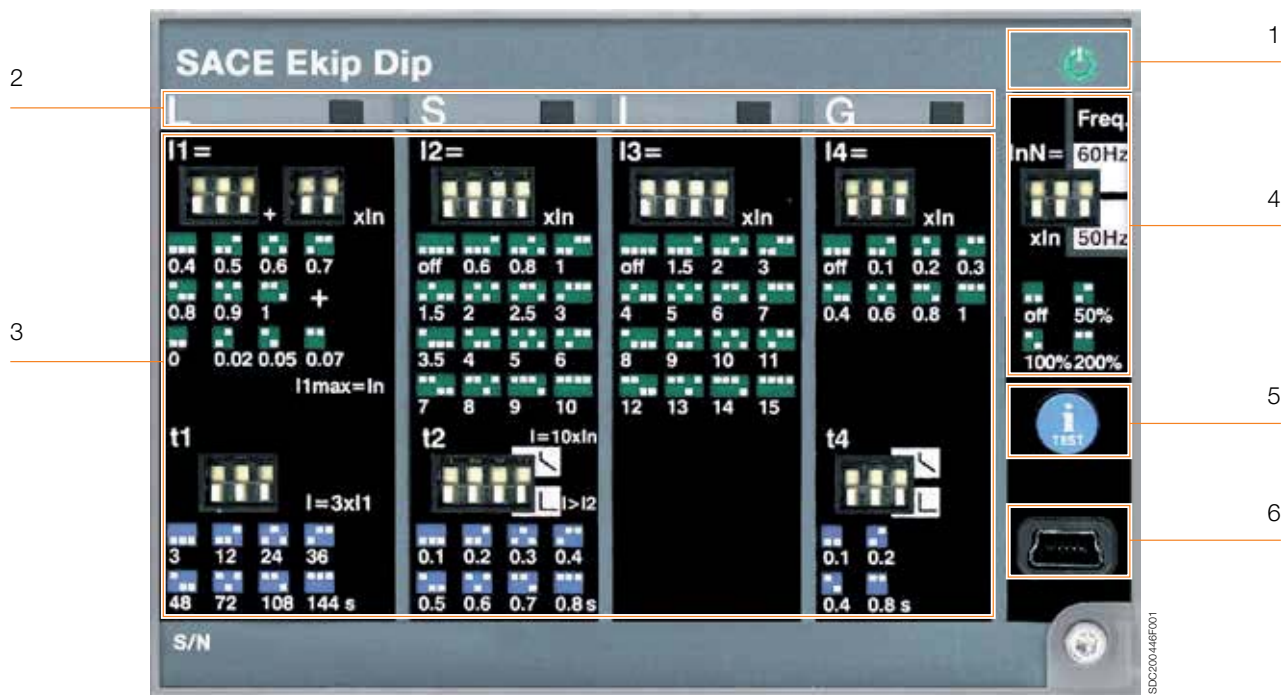 SACE Ekip Dip
1
2
L S I G
I1= I2= I3= I4=
Freq.
InN= 60Hz
+ xIn xIn xIn xIn
xIn 50Hz
4
0.4 0.5 0.6 0.7
off 0.6 0.8 1
off 1.5 2 3
off 0.1 0.2 0.3
0.8 0.9 1 +
1.5 2 2.5 3
4 5 6 7
0.4 0.6 0.8 1
off 50%
3
0 0.02 0.05 0.07
3.5 4 5 6
8 9 10 11
100% 200%
I1max=In
7 8 9 10
12 13 14 15
5
i
TEST
t1 t2 t4
I=10xIn
I=3xI1
I>I2
6
3 12 24 36
0.1 0.2 0.3 0.4
0.1 0.2
48 72 108 144 s
0.5 0.6 0.7 0.8s
0.4 0.8 s
S/N
SDC200446F001